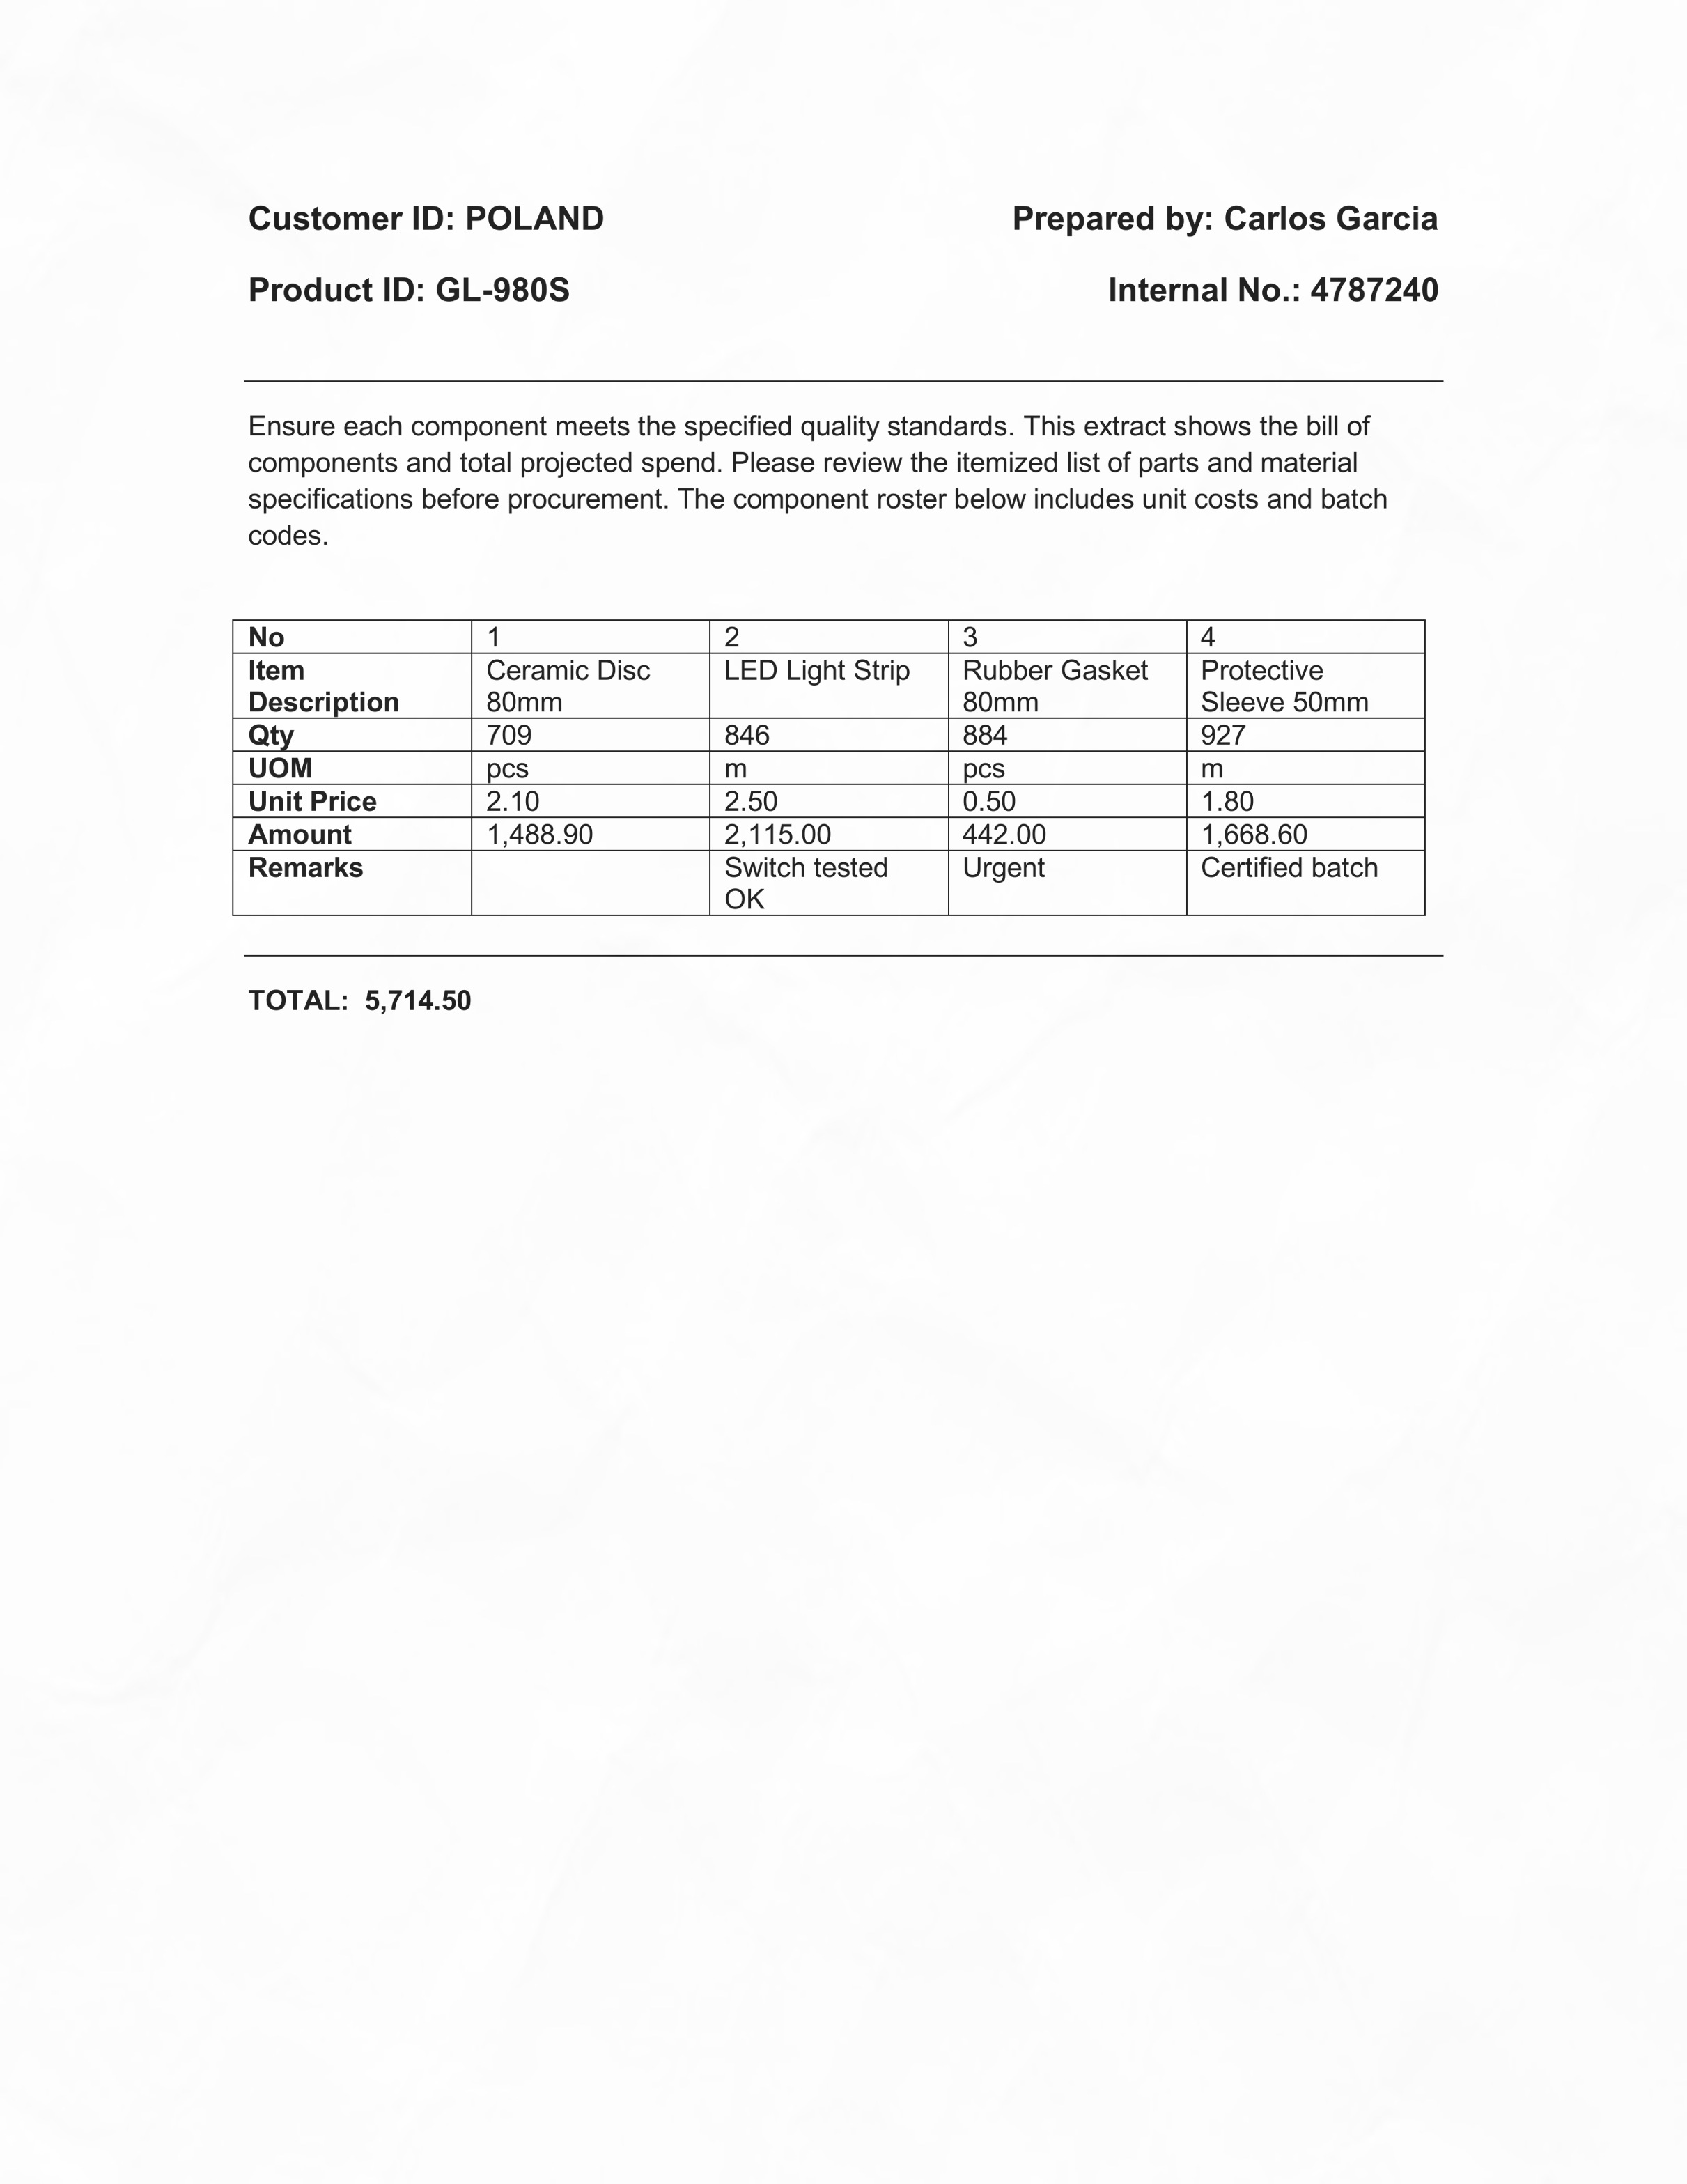 Customer ID: POLAND Prepared by: Carlos Garcia
Product ID: GL-980S Internal No.: 4787240
Ensure each component meets the specified quality standards. This extract shows the bill of
components and total projected spend. Please review the itemized list of parts and material
specifications before procurement. The component roster below includes unit costs and batch
codes.
No 1 2 3 4
Item Description Ceramic Disc 80mm LED Light Strip Rubber Gasket 80mm Protective Sleeve 50mm
Qty 709 846 884 927
UOM pcs m pcs m
Unit Price 2.10 2.50 0.50 1.80
Amount 1,488.90 2,115.00 442.00 1,668.60
Remarks Switch tested OK Urgent Certified batch
TOTAL: 5,714.50